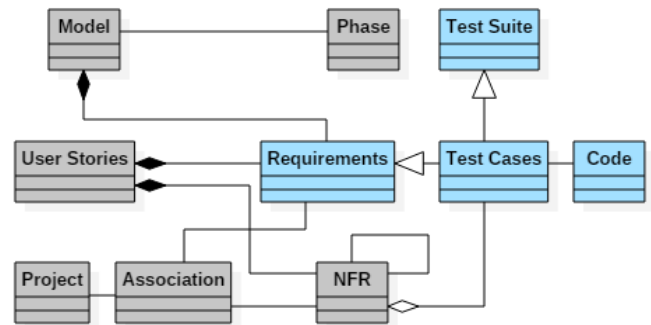 Model
Phase
Test Suite
User Stories
Requirements
Test Cases
Code
Project
Association
NFR